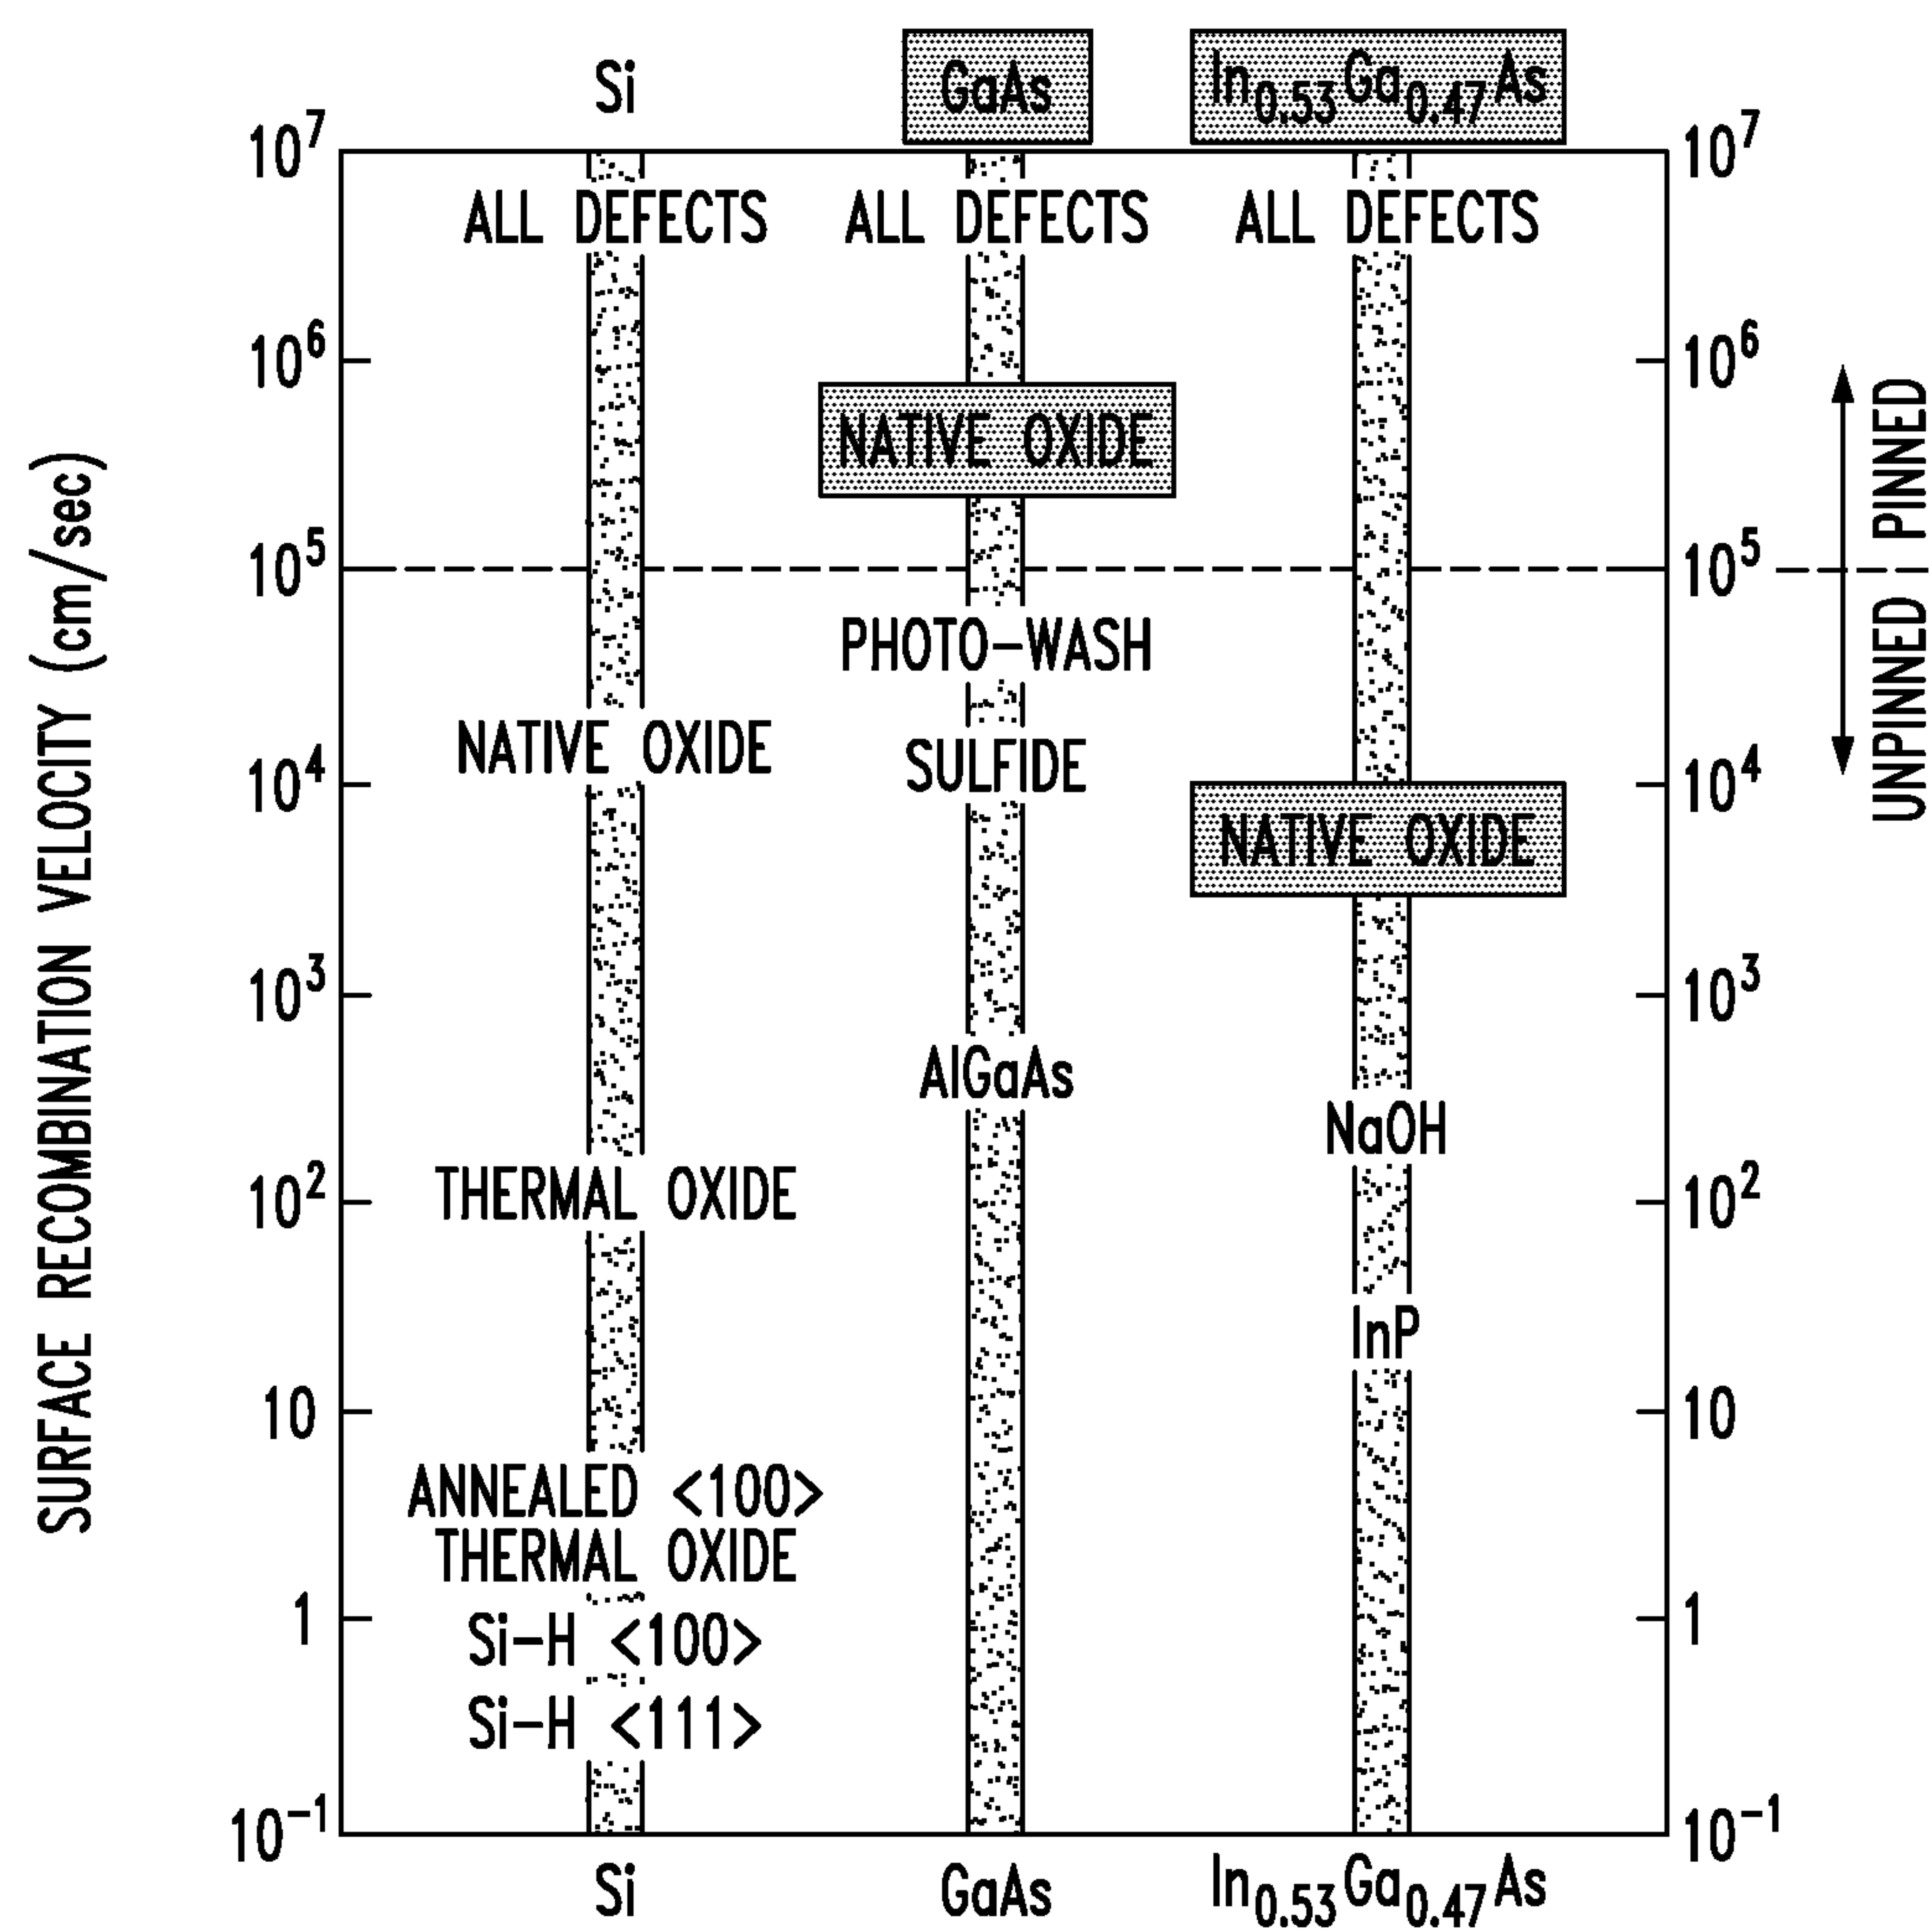 Si GaAs In0.53Ga0.47As
10^7 10^7
ALL DEFECTS ALL DEFECTS ALL DEFECTS
10^6 10^6
NATIVE OXIDE
PINNED
10^5 10^5
UNPINNED
PHOTO-WASH
NATIVE OXIDE SULFIDE
10^4 10^4
NATIVE OXIDE
SURFACE RECOMBINATION VELOCITY (cm/sec)
10^3 10^3
AlGaAs
NaOH
THERMAL OXIDE
10^2 10^2
InP
10 10
ANNEALED <100>
THERMAL OXIDE
1 1
Si-H <100>
Si-H <111>
10^-1 10^-1
Si GaAs In0.53Ga0.47As